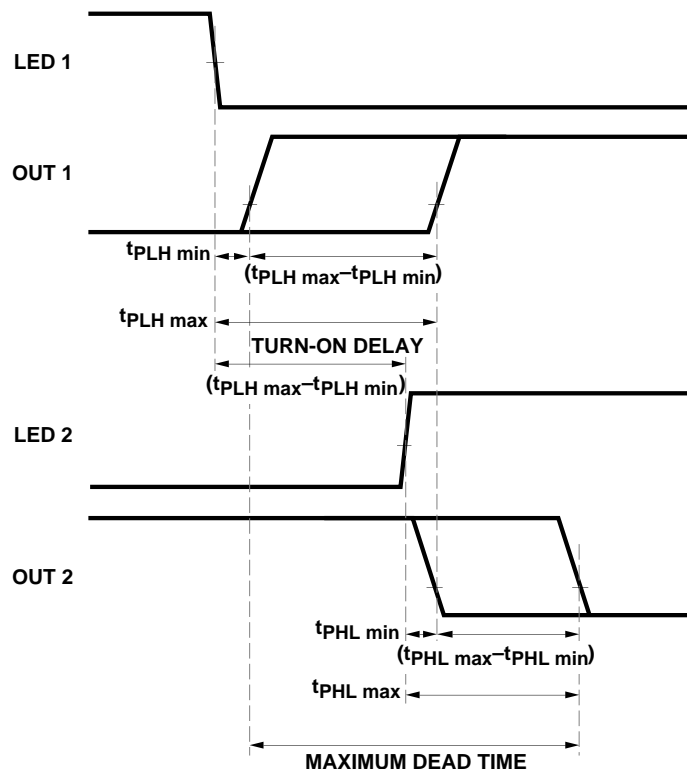 LED 1
OUT 1
tPLH min
(tPLH max–tPLH min)
tPLH max
TURN-ON DELAY
(tPLH max–tPLH min)
LED 2
OUT 2
tPHL min
(tPHL max–tPHL min)
tPHL max
MAXIMUM DEAD TIME